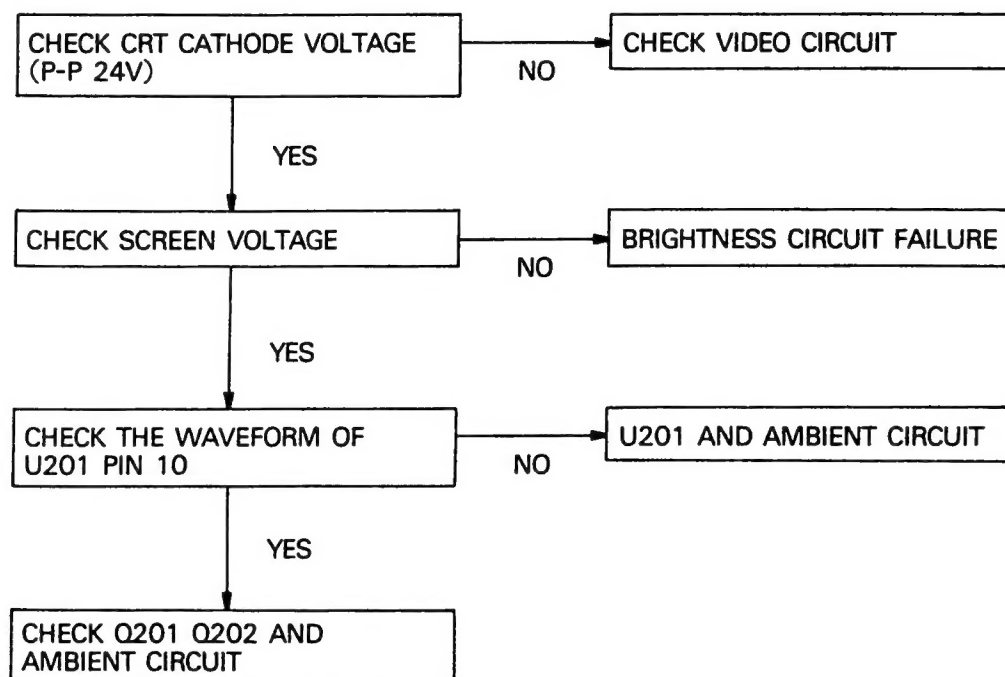 CHECK CRT CATHODE VOLTAGE
(P-P 24V)
NO
CHECK VIDEO CIRCUIT
YES
CHECK SCREEN VOLTAGE
NO
BRIGHTNESS CIRCUIT FAILURE
YES
CHECK THE WAVEFORM OF
U201 PIN 10
NO
U201 AND AMBIENT CIRCUIT
YES
CHECK Q201 Q202 AND
AMBIENT CIRCUIT